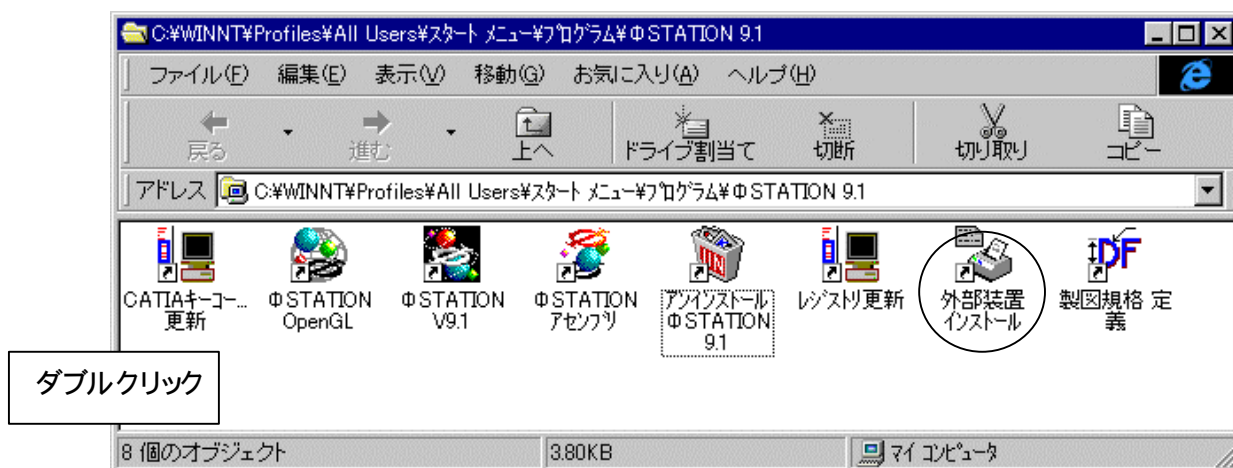 C:¥WINNT¥Profiles¥All Users¥ｽﾀｰﾄ ﾒﾆｭｰ¥ﾌﾟﾛｸﾞﾗﾑ¥ΦSTATION 9.1
ファイル(F) 編集(E) 表示(V) 移動(G) お気に入り(A) ヘルプ(H)
戻る 進む 上へ ドライブ割当て 切断 切り取り コピー
アドレス C:¥WINNT¥Profiles¥All Users¥ｽﾀｰﾄ ﾒﾆｭｰ¥ﾌﾟﾛｸﾞﾗﾑ¥ΦSTATION 9.1
CATIAｷｰｺｰ...
更新
ΦSTATION
OpenGL
ΦSTATION
V9.1
ΦSTATION
ｱｾﾝﾌﾞﾘ
ｱﾝｲﾝｽﾄｰﾙ
ΦSTATION
9.1
ﾚｼﾞｽﾄﾘ更新
外部装置
ｲﾝｽﾄｰﾙ
製図規格 定
義
ダブルクリック
8 個のオブジェクト 3.80KB ﾏｲ ｺﾝﾋﾟｭｰﾀ